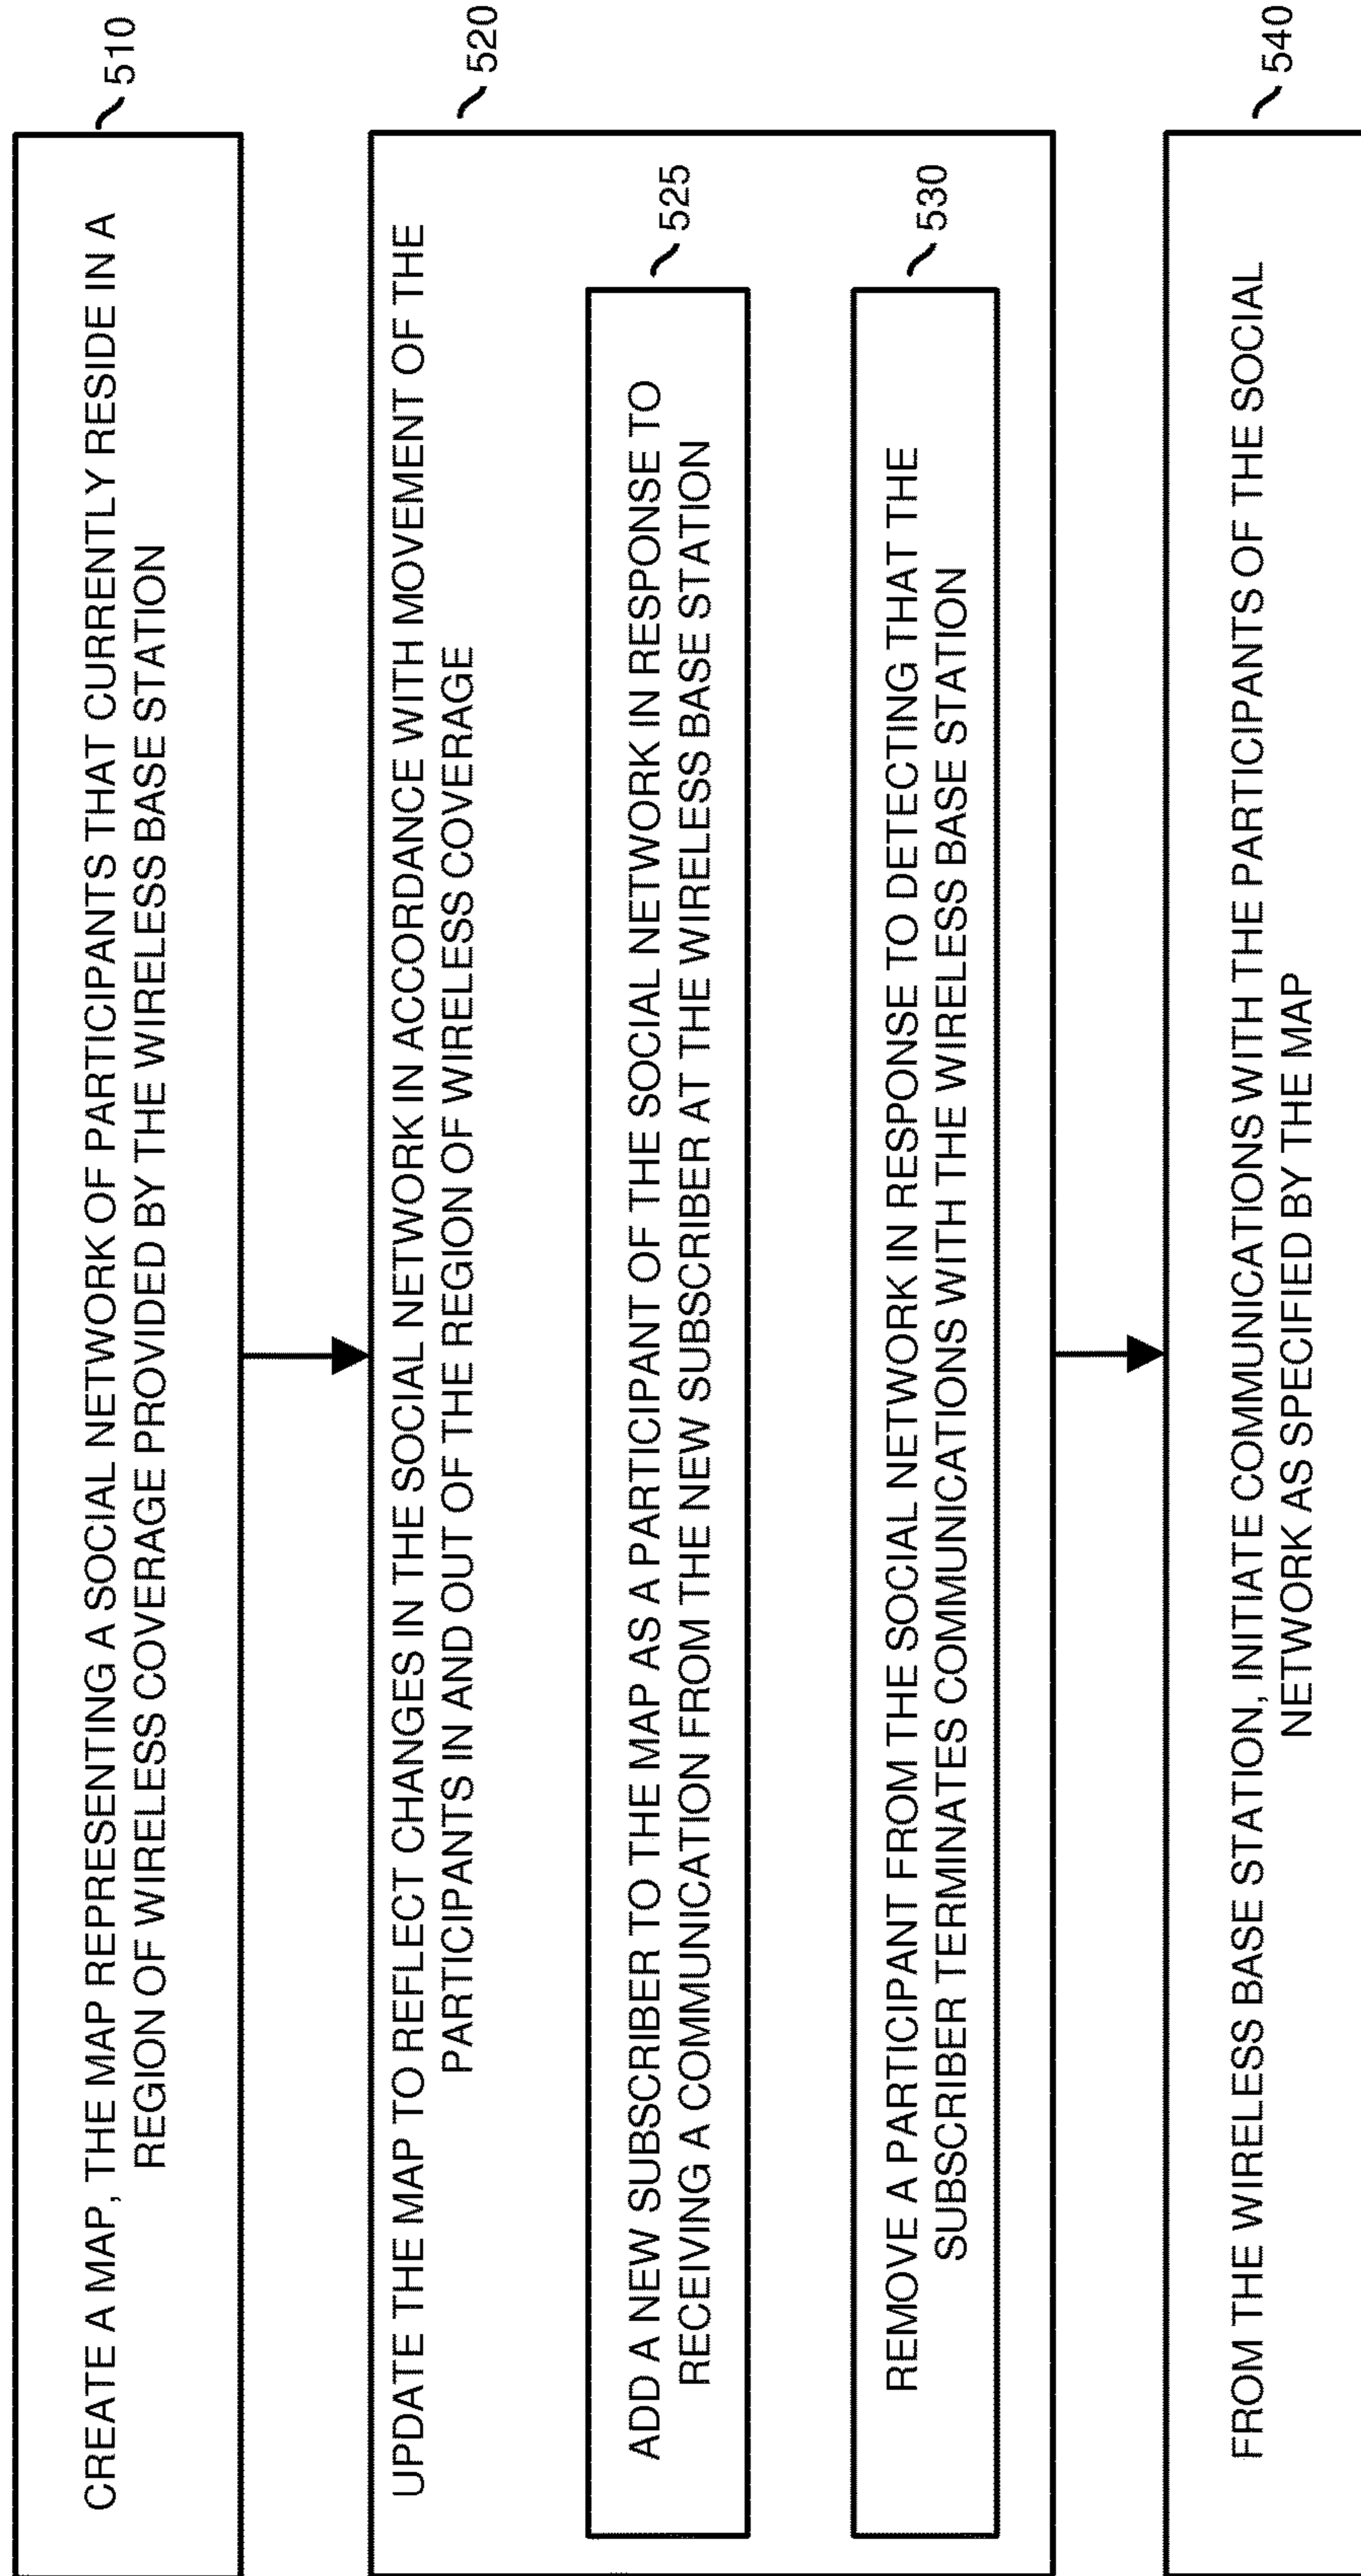 CREATE A MAP, THE MAP REPRESENTING A SOCIAL NETWORK OF PARTICIPANTS THAT CURRENTLY RESIDE IN A
REGION OF WIRELESS COVERAGE PROVIDED BY THE WIRELESS BASE STATION
510
UPDATE THE MAP TO REFLECT CHANGES IN THE SOCIAL NETWORK IN ACCORDANCE WITH MOVEMENT OF THE
PARTICIPANTS IN AND OUT OF THE REGION OF WIRELESS COVERAGE
520
ADD A NEW SUBSCRIBER TO THE MAP AS A PARTICIPANT OF THE SOCIAL NETWORK IN RESPONSE TO
RECEIVING A COMMUNICATION FROM THE NEW SUBSCRIBER AT THE WIRELESS BASE STATION
525
REMOVE A PARTICIPANT FROM THE SOCIAL NETWORK IN RESPONSE TO DETECTING THAT THE
SUBSCRIBER TERMINATES COMMUNICATIONS WITH THE WIRELESS BASE STATION
530
FROM THE WIRELESS BASE STATION, INITIATE COMMUNICATIONS WITH THE PARTICIPANTS OF THE SOCIAL
NETWORK AS SPECIFIED BY THE MAP
540